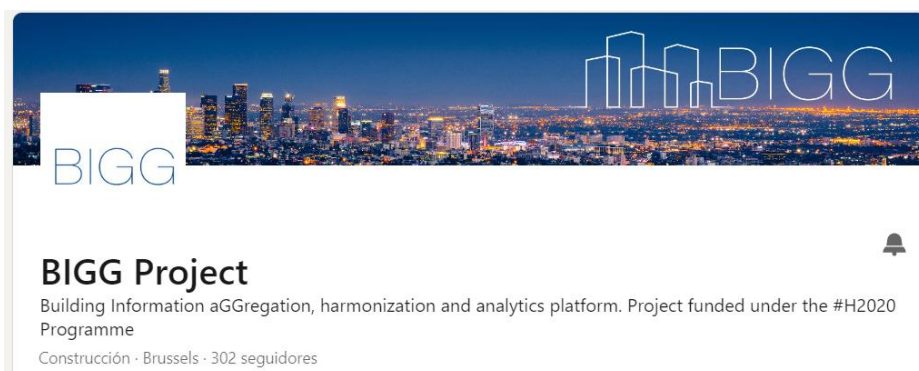 BIGG
BIGG
BIGG Project
Building Information aGGregation, harmonization and analytics platform. Project funded under the #H2020
Programme
Construcción · Brussels · 302 seguidores